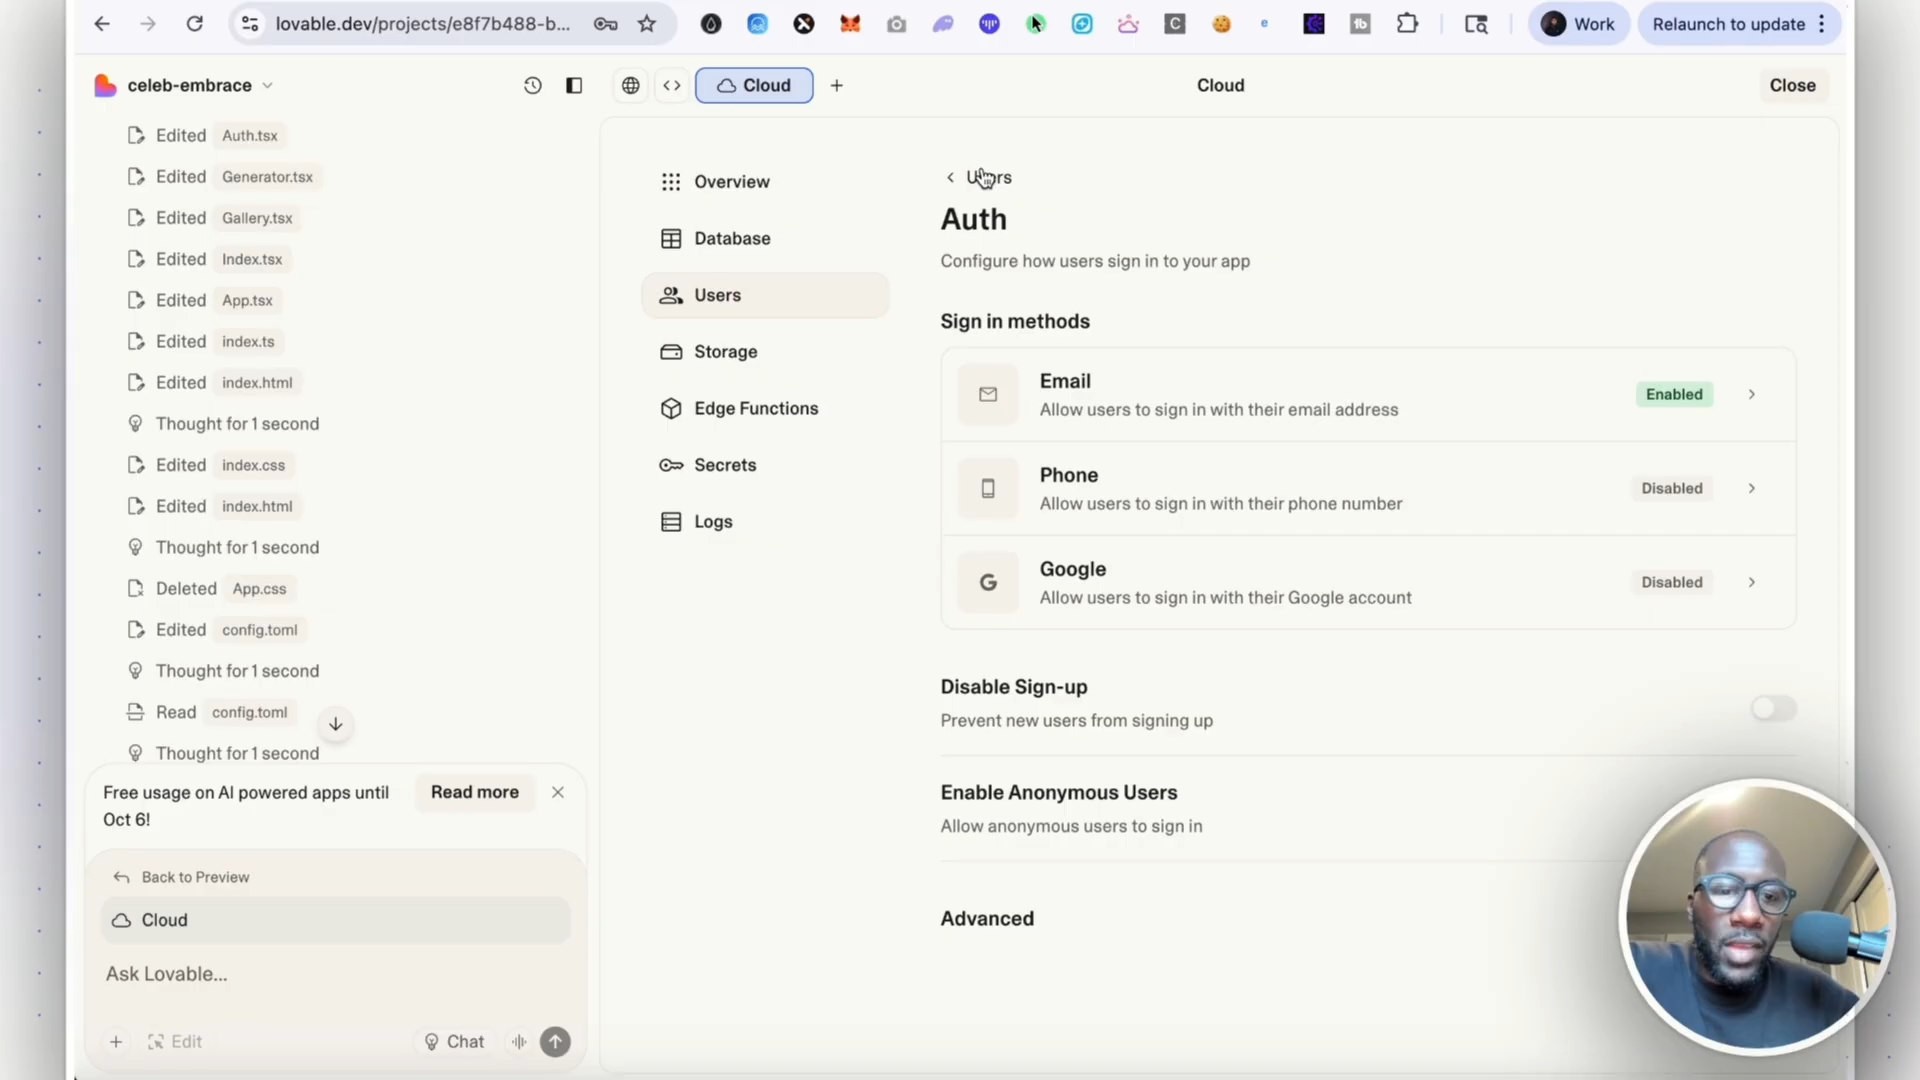 lovable.dev/projects/e8f7b488-b...
Work
Relaunch to update
celeb-embrace
Cloud
Cloud
Close
Edited Auth.tsx
Edited Generator.tsx
Edited Gallery.tsx
Edited Index.tsx
Edited App.tsx
Edited index.ts
Edited index.html
Thought for 1 second
Edited index.css
Edited index.html
Thought for 1 second
Deleted App.css
Edited config.toml
Thought for 1 second
Read config.toml
Thought for 1 second
Free usage on AI powered apps until
Oct 6!
Read more
Back to Preview
Cloud
Ask Lovable...
Edit
Chat
Overview
Database
Users
Storage
Edge Functions
Secrets
Logs
Users
Auth
Configure how users sign in to your app
Sign in methods
Email
Allow users to sign in with their email address
Enabled
Phone
Allow users to sign in with their phone number
Disabled
Google
Allow users to sign in with their Google account
Disabled
Disable Sign-up
Prevent new users from signing up
Enable Anonymous Users
Allow anonymous users to sign in
Advanced